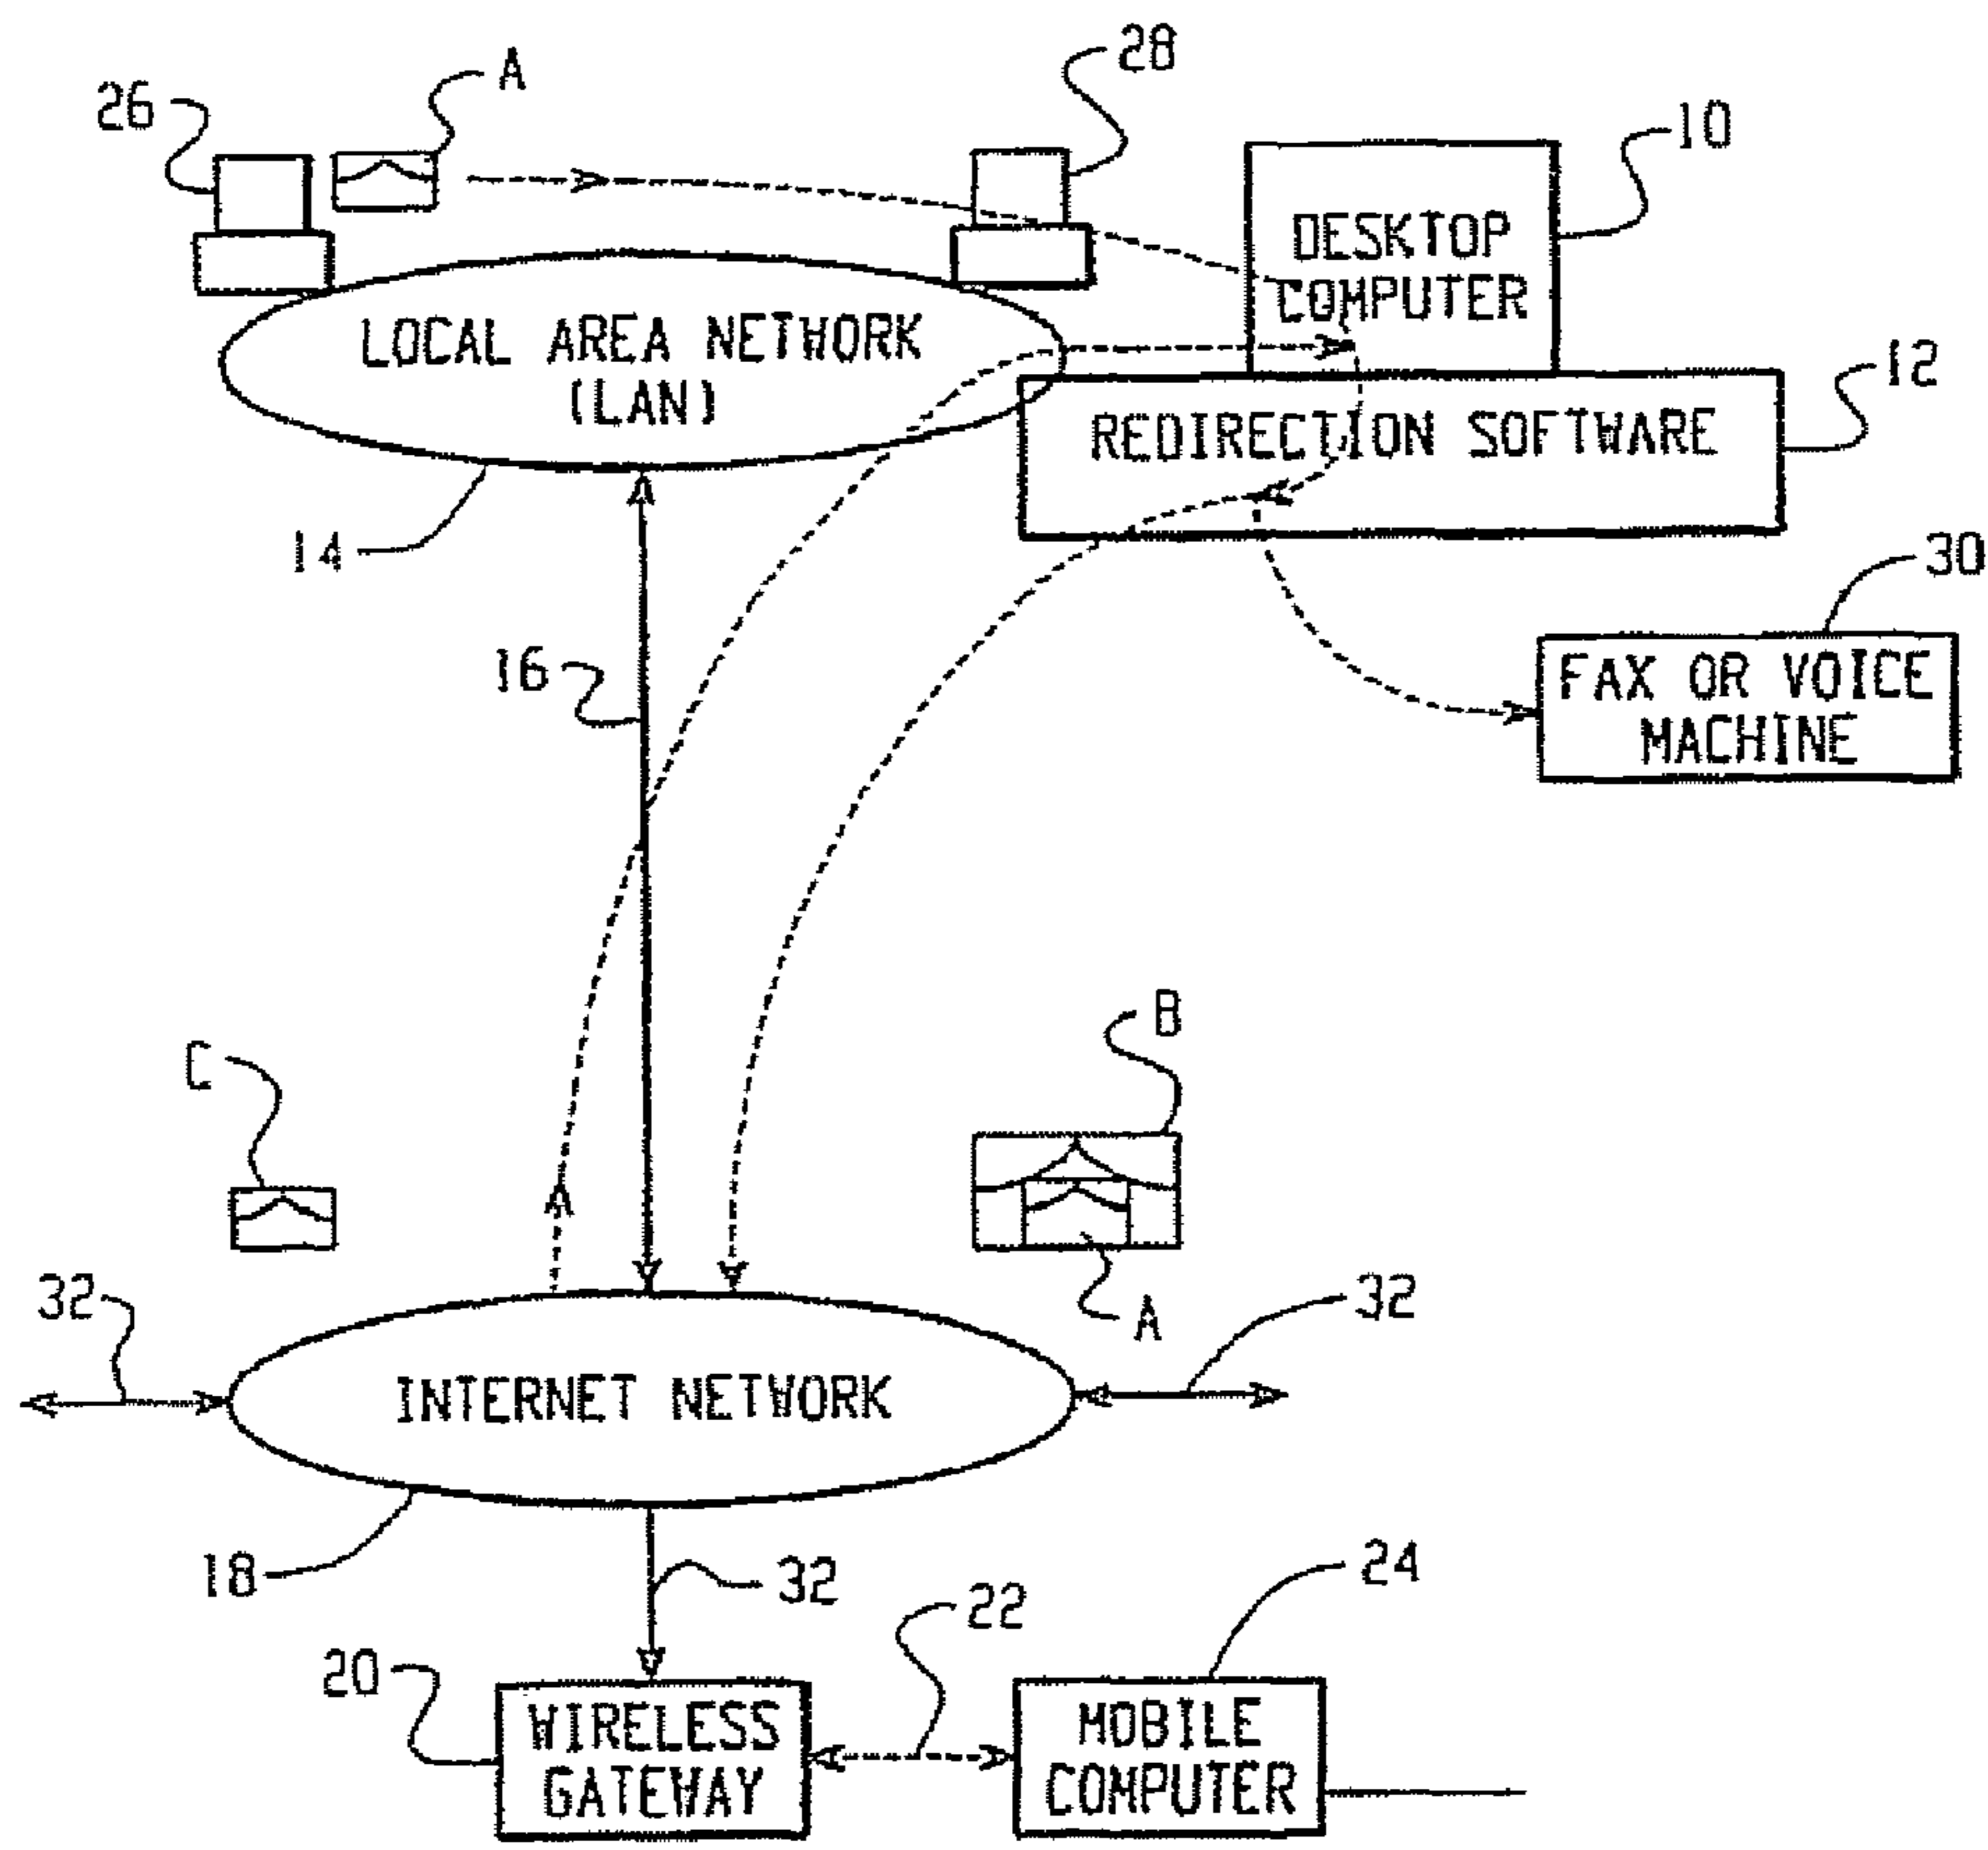 26
A
28
10
DESKTOP
COMPUTER
LOCAL AREA NETWORK
(LAN)
12
REDIRECTION SOFTWARE
14
30
16
FAX OR VOICE
MACHINE
B
C
32
A
32
INTERNET NETWORK
18
32
22
24
20
WIRELESS
GATEWAY
MOBILE
COMPUTER